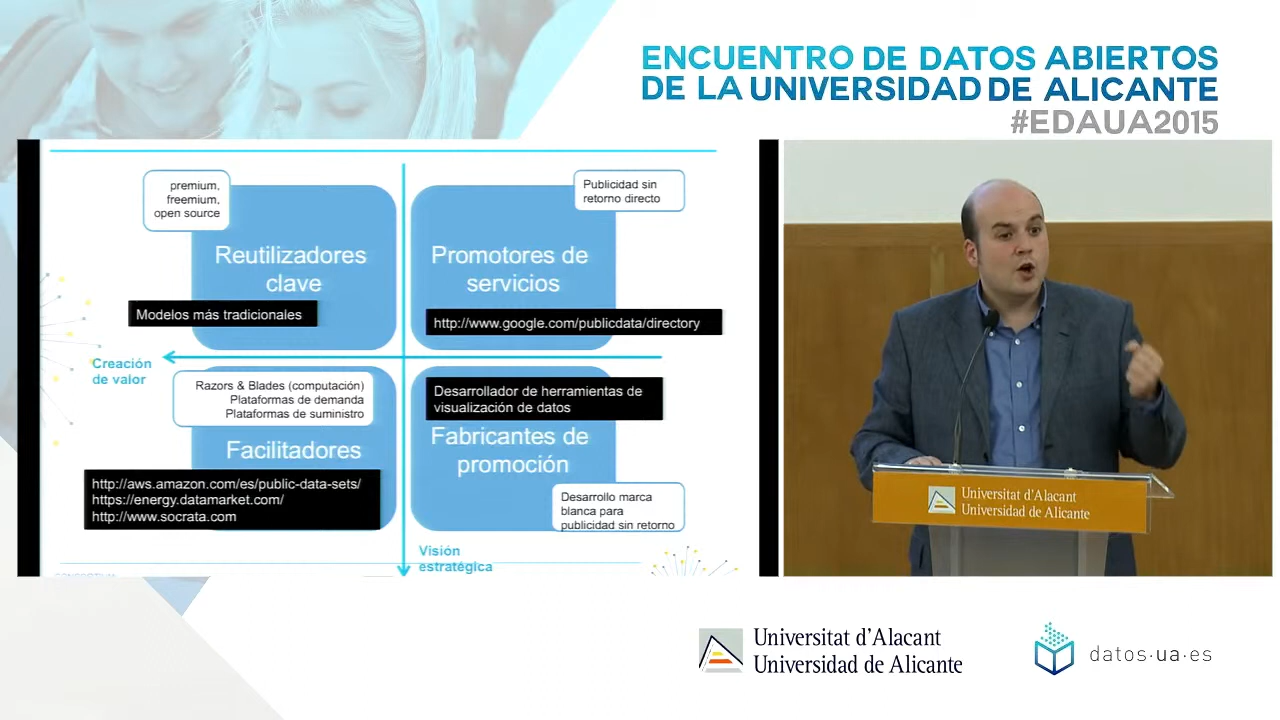 ENCUENTRO DE DATOS ABIERTOS
DE LA UNIVERSIDAD DE ALICANTE
#EDAUA2015
premium,
freemium,
open source
Reutilizadores
clave
Modelos más tradicionales
Publicidad sin
retorno directo
Promotores de
servicios
http://www.google.com/publicdata/directory
Creación
de valor
Razors & Blades (computación)
Plataformas de demanda
Plataformas de suministro
Facilitadores
http://aws.amazon.com/es/public-data-sets/
https://energy.datamarket.com/
http://www.socrata.com
Desarrollador de herramientas de
visualización de datos
Fabricantes de
promoción
Desarrollo marca
blanca para
publicidad sin retorno
Visión
estratégica
Universitat d'Alacant
Universidad de Alicante
Universitat d'Alacant
Universidad de Alicante
datos·ua·es